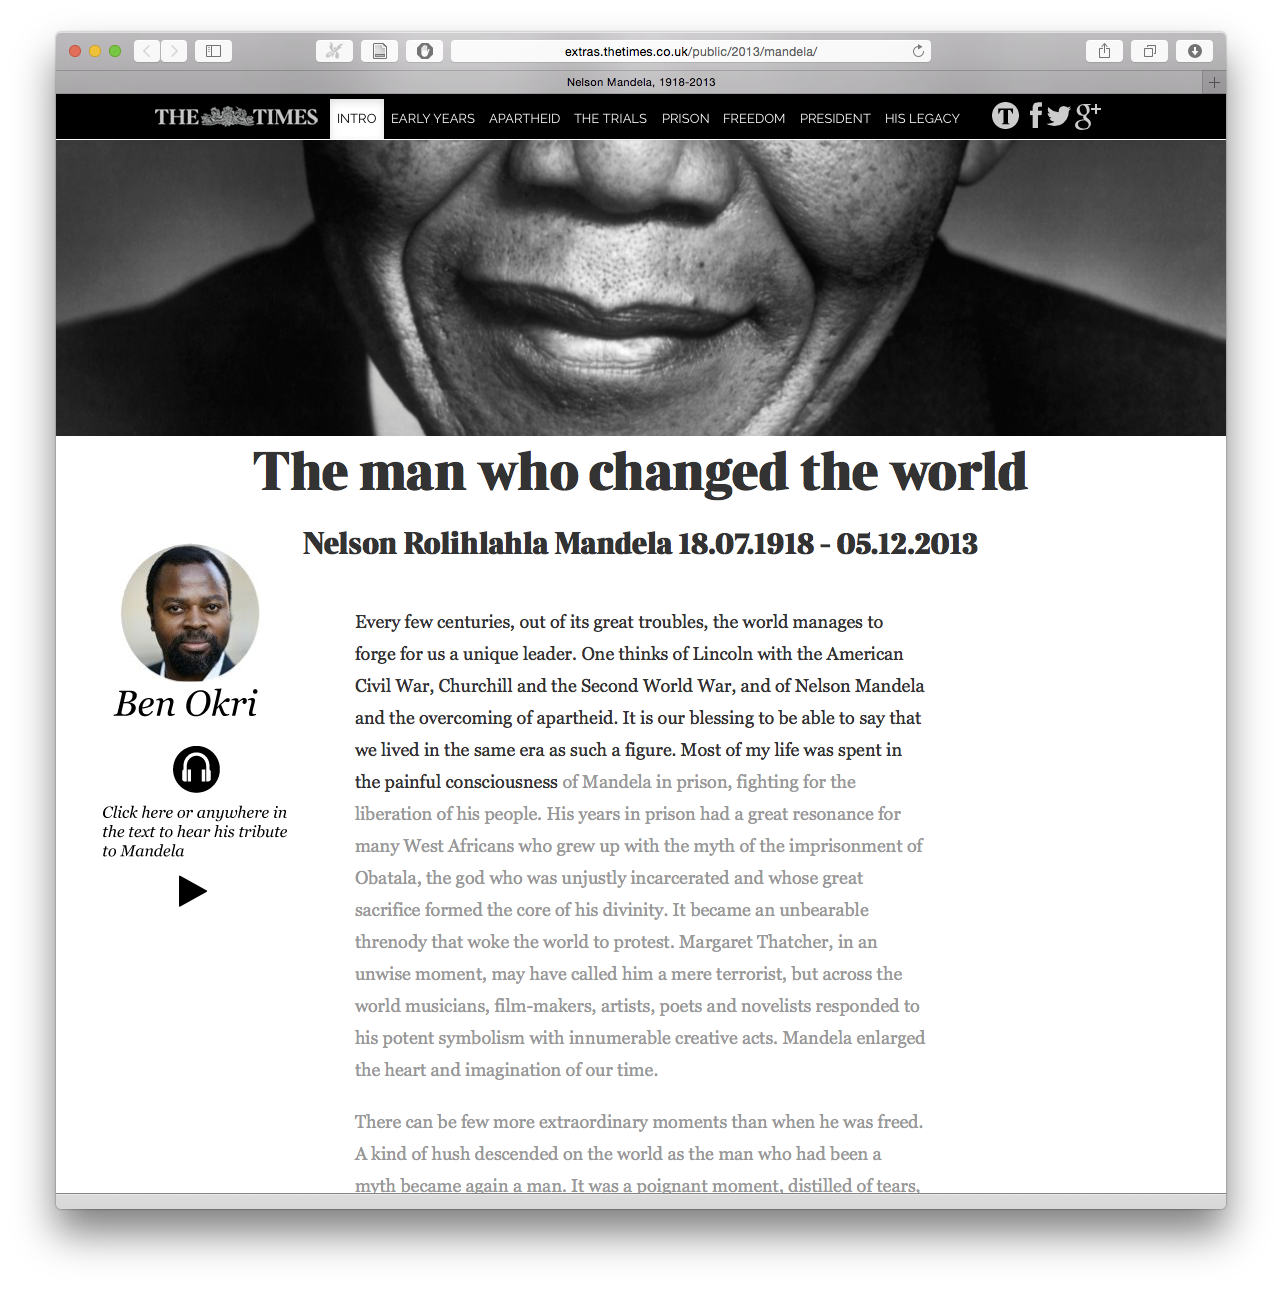 extras.thetimes.co.uk/public/2013/mandela/
Nelson Mandela, 1918-2013
THE TIMES INTRO EARLY YEARS APARTHEID THE TRIALS PRISON FREEDOM PRESIDENT HIS LEGACY T f g+
The man who changed the world
Nelson Rolihlahla Mandela 18.07.1918 - 05.12.2013
Ben Okri
Click here or anywhere in
the text to hear his tribute
to Mandela
Every few centuries, out of its great troubles, the world manages to
forge for us a unique leader. One thinks of Lincoln with the American
Civil War, Churchill and the Second World War, and of Nelson Mandela
and the overcoming of apartheid. It is our blessing to be able to say that
we lived in the same era as such a figure. Most of my life was spent in
the painful consciousness of Mandela in prison, fighting for the
liberation of his people. His years in prison had a great resonance for
many West Africans who grew up with the myth of the imprisonment of
Obatala, the god who was unjustly incarcerated and whose great
sacrifice formed the core of his divinity. It became an unbearable
threnody that woke the world to protest. Margaret Thatcher, in an
unwise moment, may have called him a mere terrorist, but across the
world musicians, film-makers, artists, poets and novelists responded to
his potent symbolism with innumerable creative acts. Mandela enlarged
the heart and imagination of our time.
There can be few more extraordinary moments than when he was freed.
A kind of hush descended on the world as the man who had been a
myth became again a man. It was a poignant moment, distilled of tears,